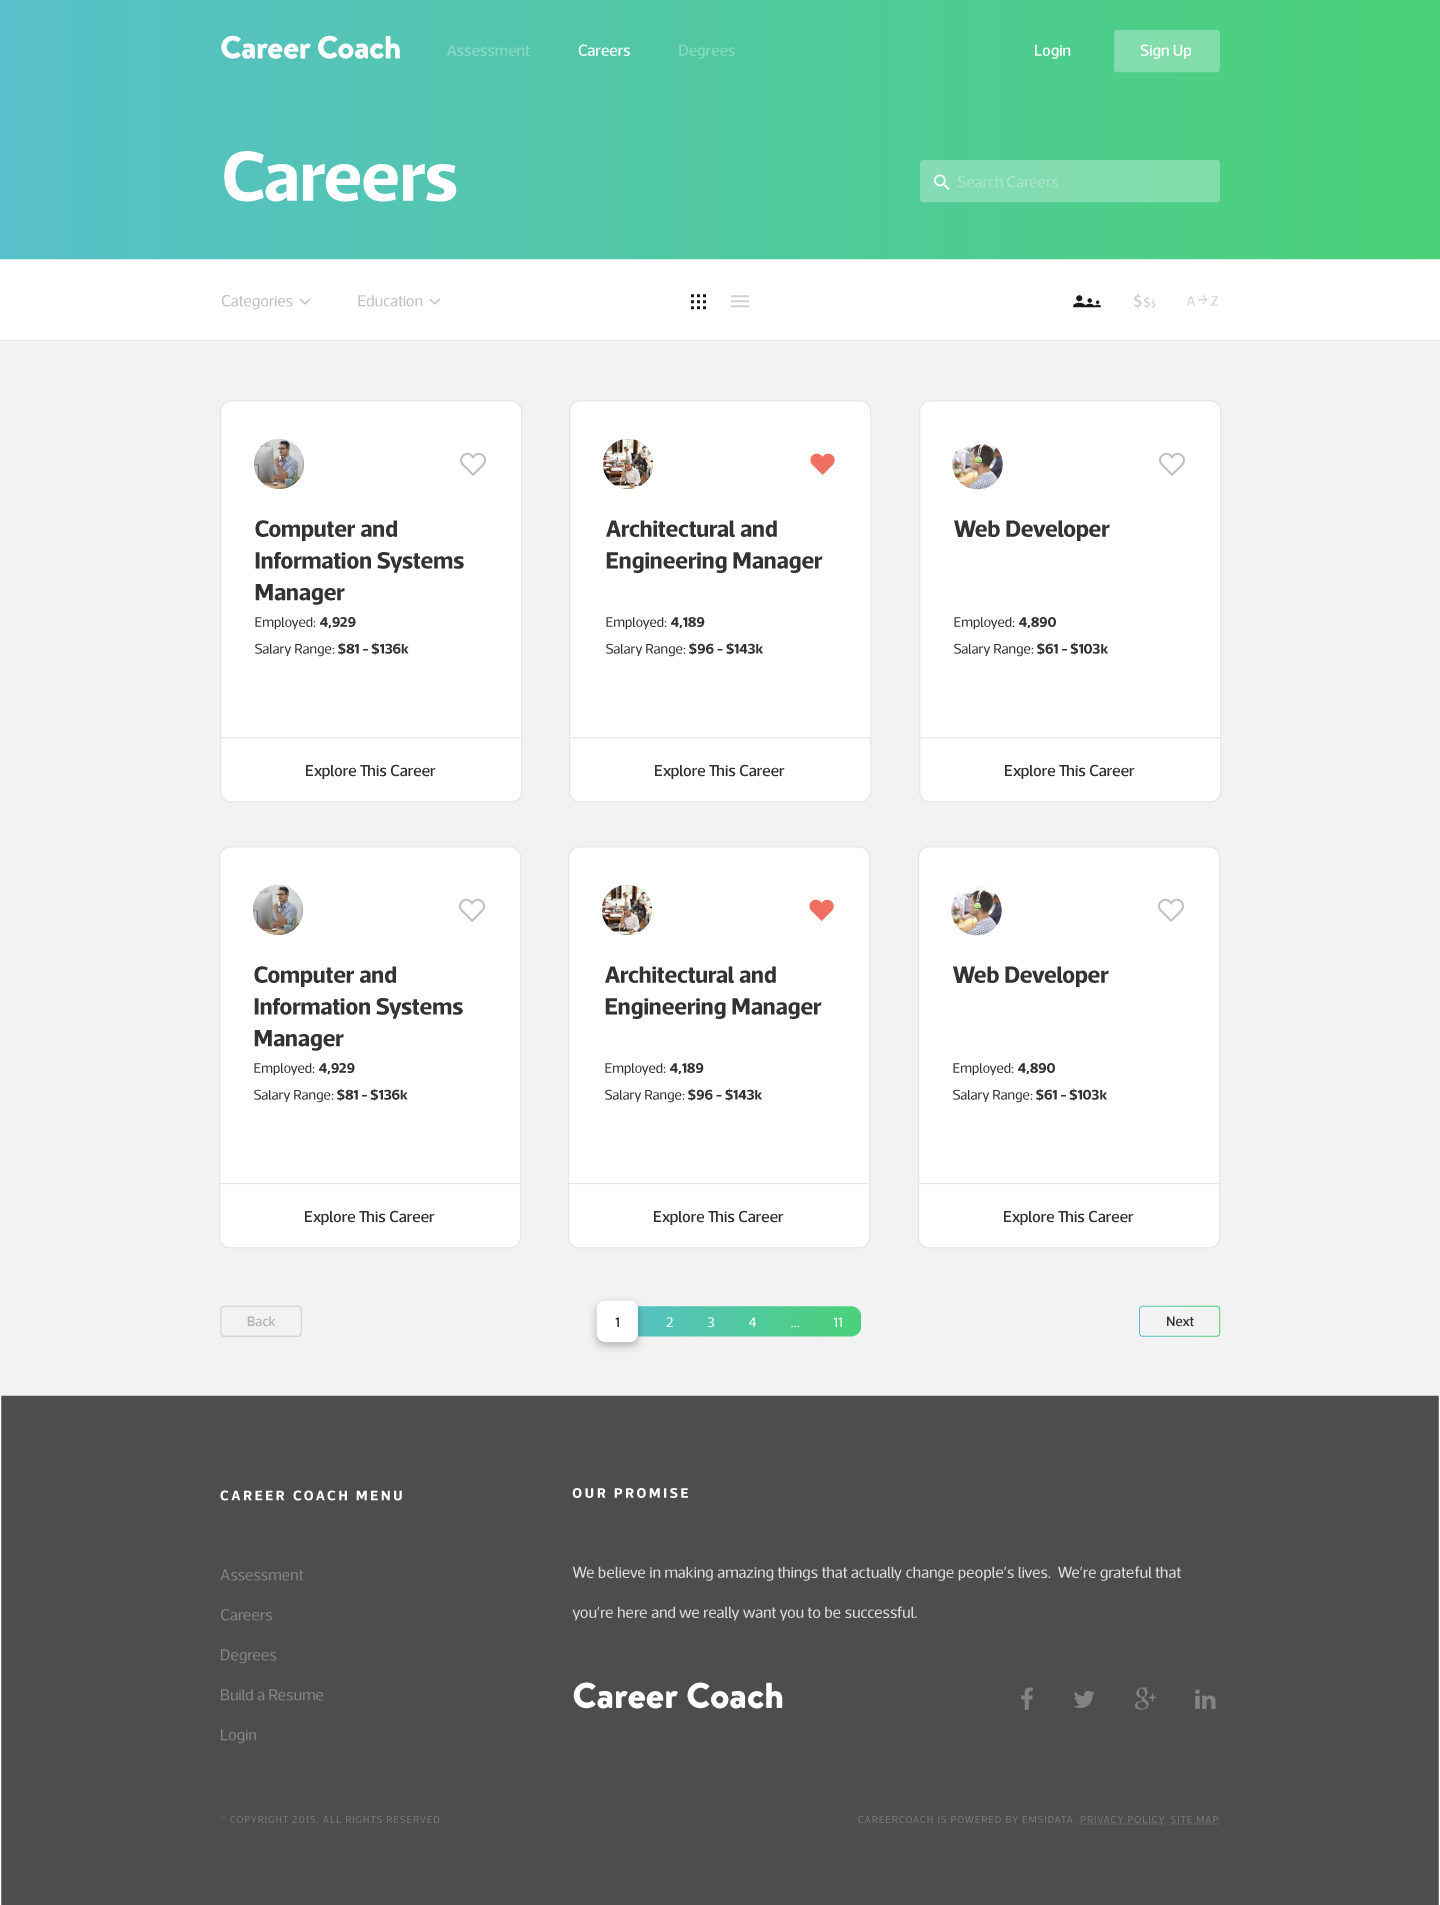 Career Coach Assessment Careers Degrees Login Sign Up
Careers
Search Careers
Categories Education $$s A→Z
Computer and
Information Systems
Manager
Employed: 4,929
Salary Range: $81 - $136k
Explore This Career
Architectural and
Engineering Manager
Employed: 4,189
Salary Range: $96 - $143k
Explore This Career
Web Developer
Employed: 4,890
Salary Range: $61 - $103k
Explore This Career
Computer and
Information Systems
Manager
Employed: 4,929
Salary Range: $81 - $136k
Explore This Career
Architectural and
Engineering Manager
Employed: 4,189
Salary Range: $96 - $143k
Explore This Career
Web Developer
Employed: 4,890
Salary Range: $61 - $103k
Explore This Career
Back 1 2 3 4 ... 11 Next
CAREER COACH MENU
Assessment
Careers
Degrees
Build a Resume
Login
OUR PROMISE
We believe in making amazing things that actually change people's lives.  We're grateful that
you're here and we really want you to be successful.
Career Coach
© COPYRIGHT 2015. ALL RIGHTS RESERVED
CAREERCOACH IS POWERED BY EMSIDATA. PRIVACY POLICY. SITE MAP.